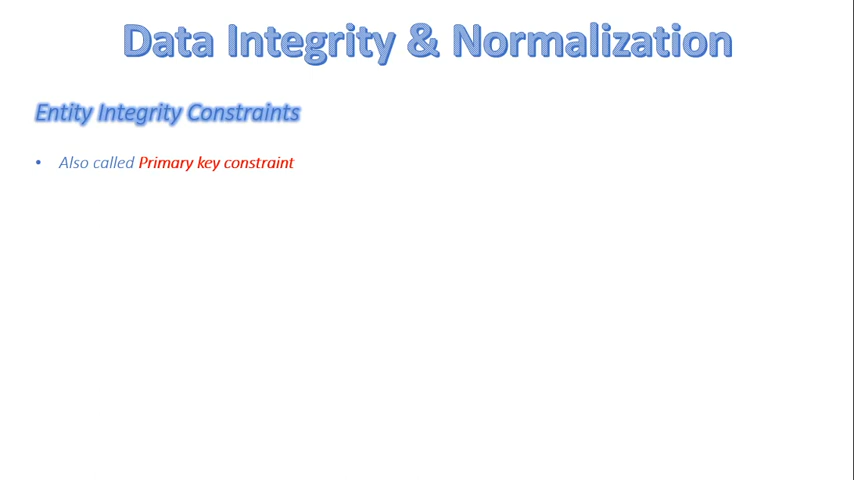 Data Integrity & Normalization
Entity Integrity Constraints
• Also called Primary key constraint